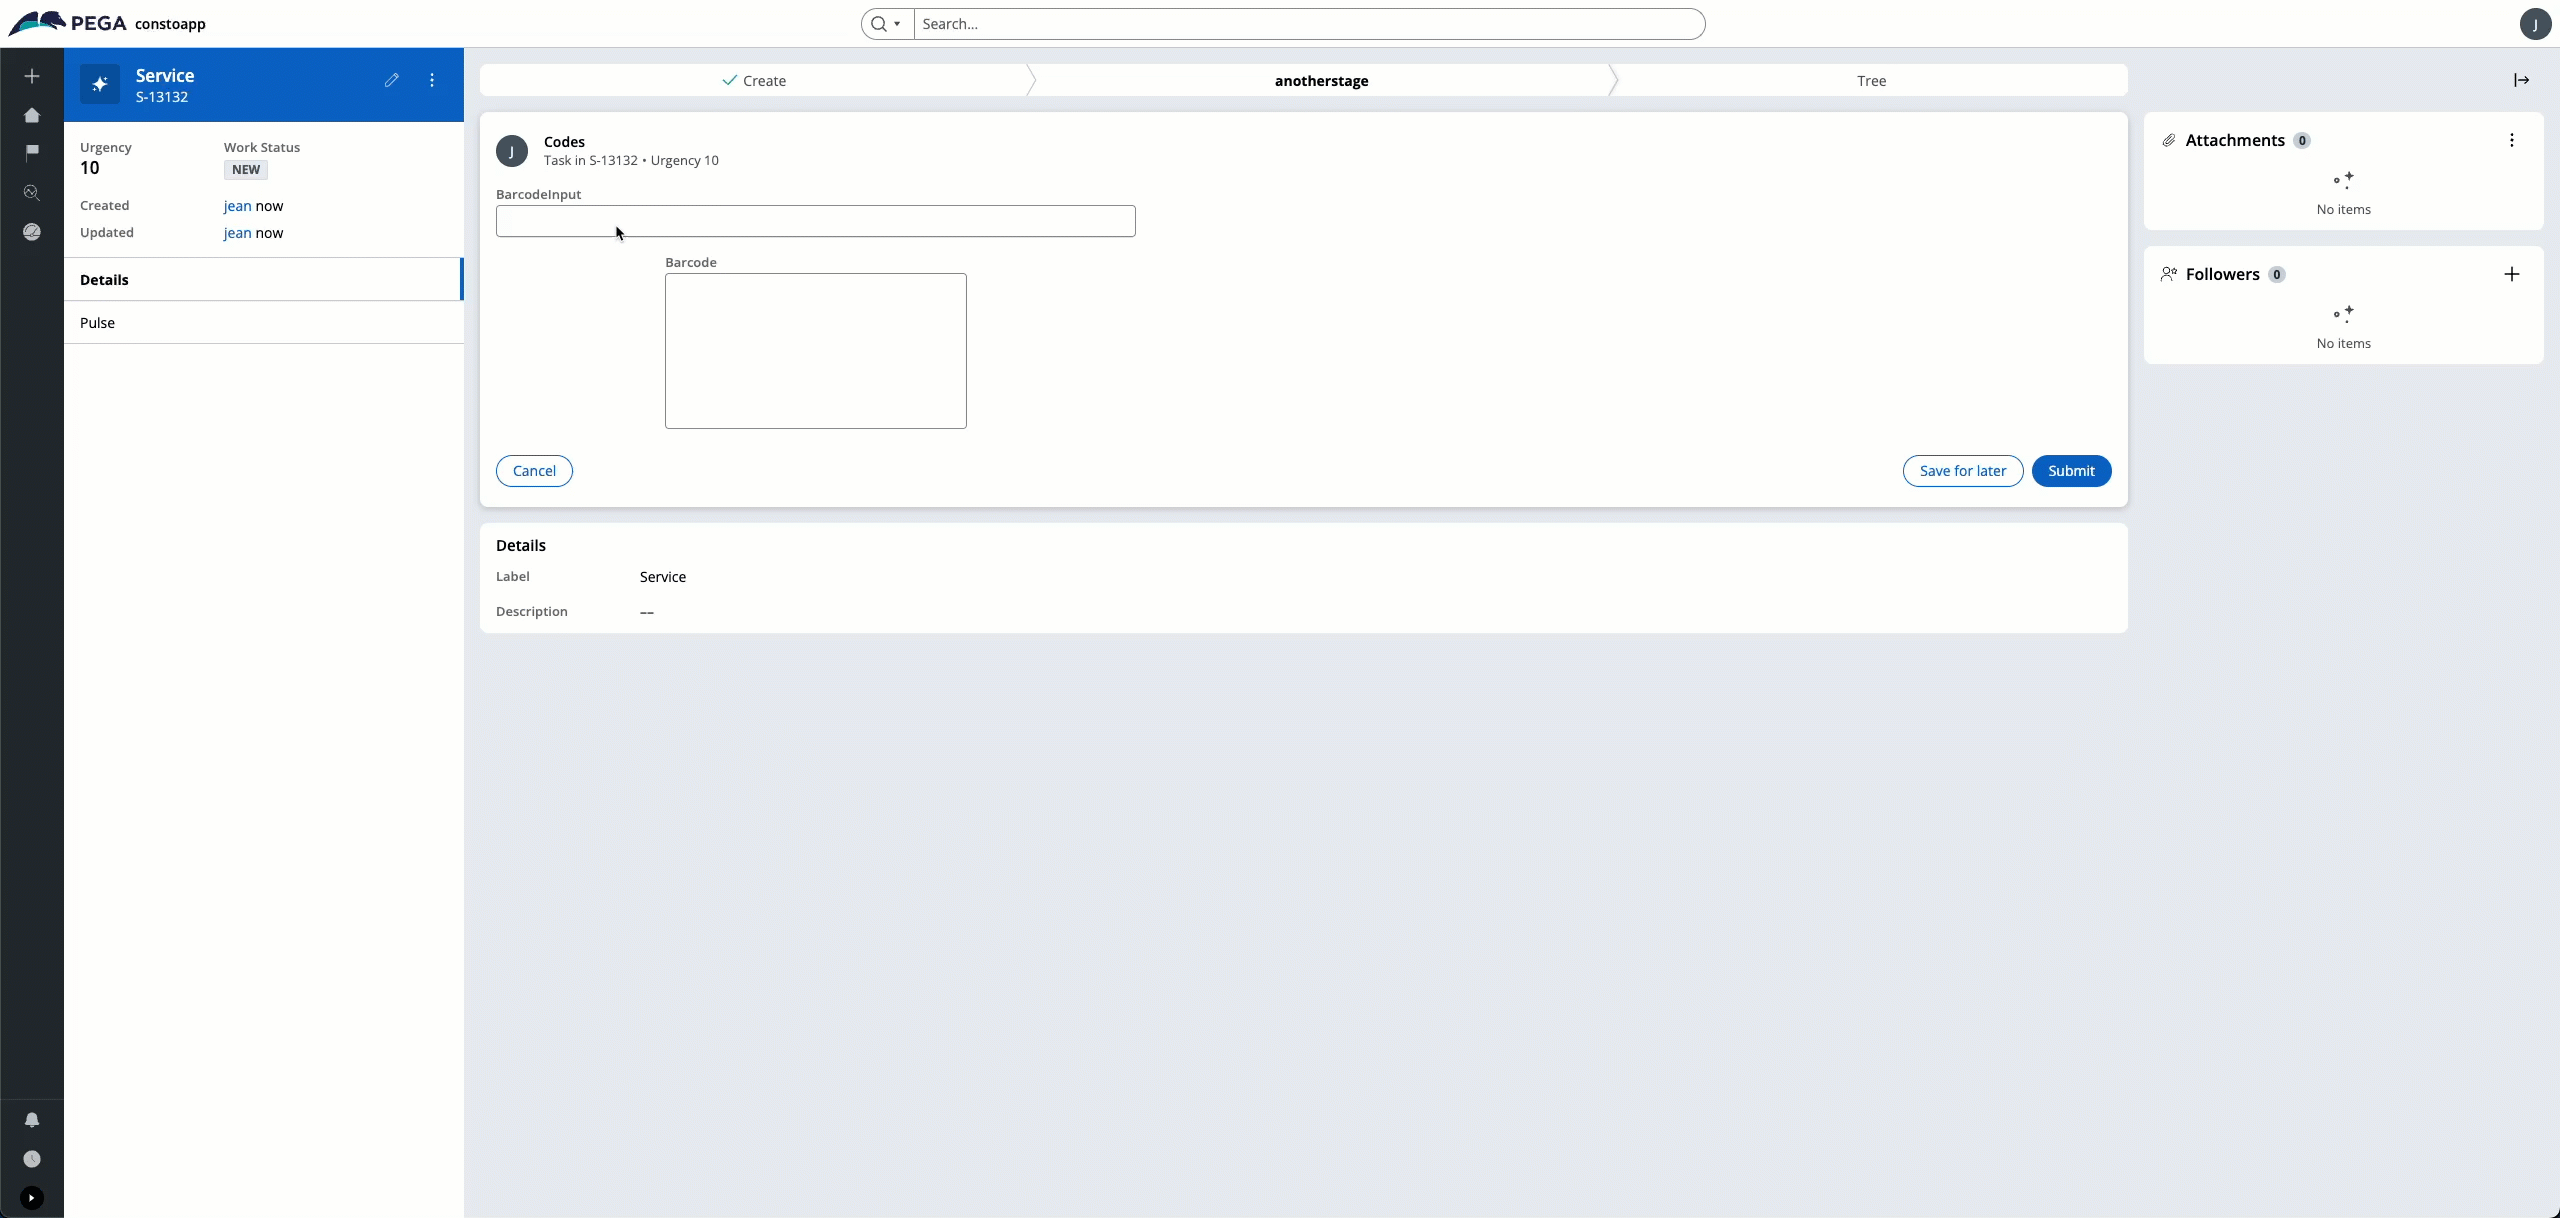 PEGA constoapp
Search...
J
Service
S-13132
Urgency
10
Work Status
NEW
Created
jean now
Updated
jean now
Details
Pulse
Create
anotherstage
Tree
J
Codes
Task in S-13132 • Urgency 10
BarcodeInput
Barcode
Cancel
Save for later
Submit
Details
Label
Service
Description
––
Attachments 0
No items
Followers 0
No items